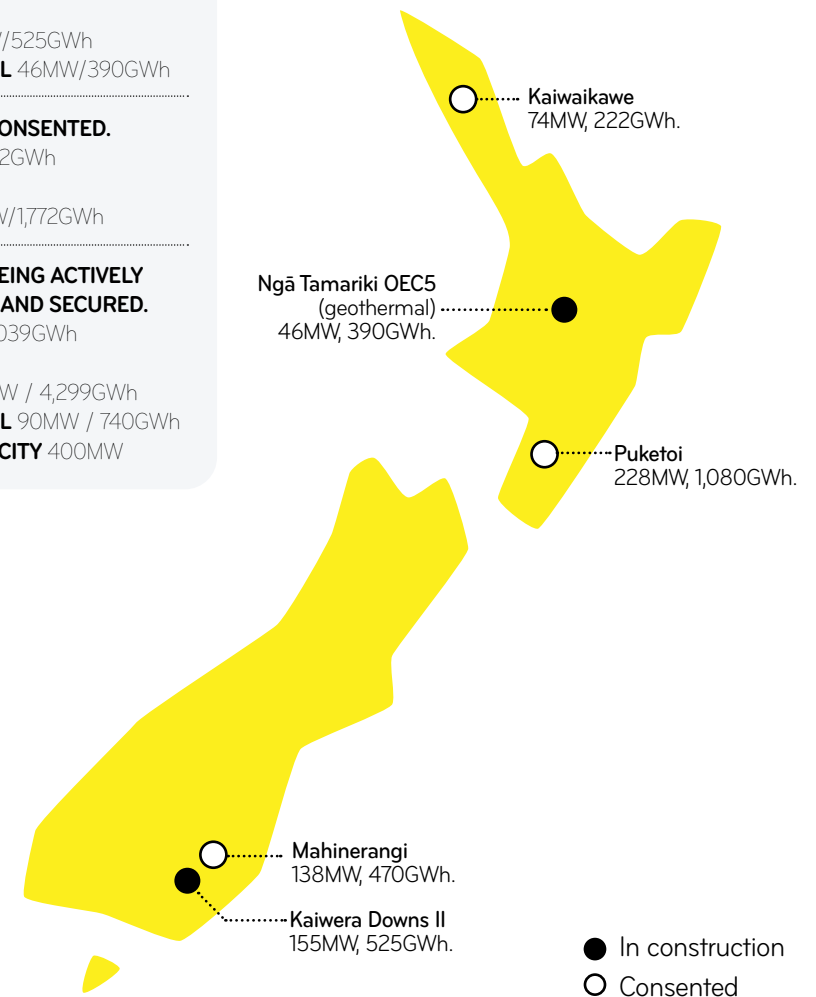 /525GWh
L 46MW/390GWh
ONSENTED.
2GWh
/1,772GWh
EING ACTIVELY
AND SECURED.
039GWh
W / 4,299GWh
L 90MW / 740GWh
CITY 400MW
Kaiwaikawe
74MW, 222GWh.
Ngā Tamariki OEC5
(geothermal)
46MW, 390GWh.
Puketoi
228MW, 1,080GWh.
Mahinerangi
138MW, 470GWh.
Kaiwera Downs II
155MW, 525GWh.
In construction
Consented